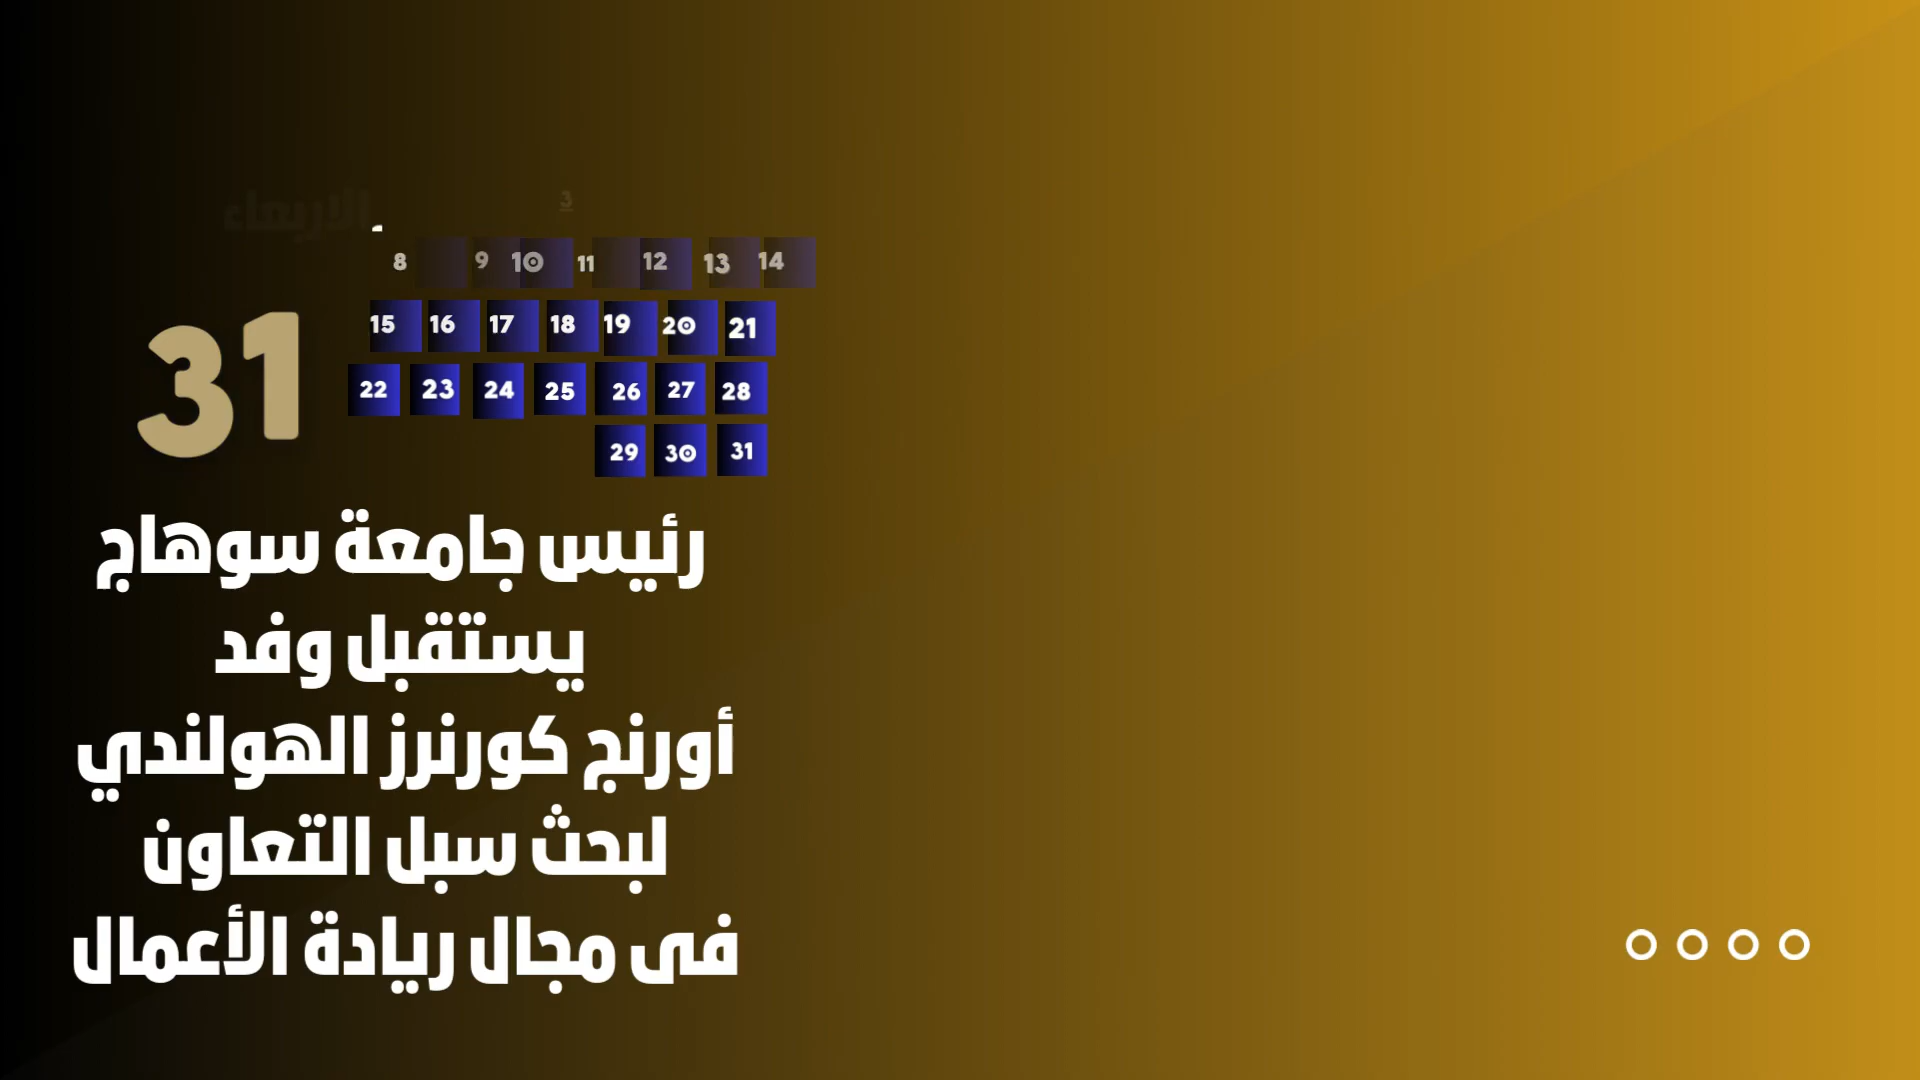 الاربعاء
3
8 9 10 11 12 13 14
15 16 17 18 19 20 21
22 23 24 25 26 27 28
29 30 31
31
رئيس جامعة سوهاج
يستقبل وفد
أورنج كورنرز الهولندي
لبحث سبل التعاون
فى مجال ريادة الأعمال